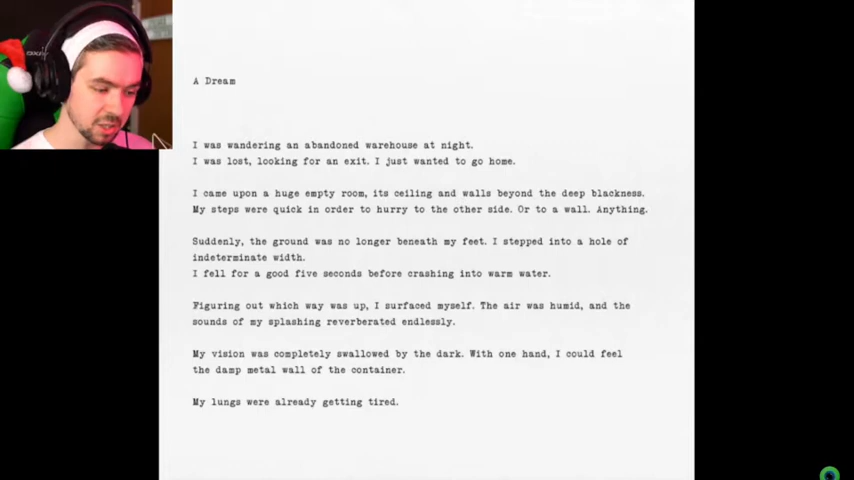 A Dream
I was wandering an abandoned warehouse at night.
I was lost, looking for an exit. I just wanted to go home.
I came upon a huge empty room, its ceiling and walls beyond the deep blackness.
My steps were quick in order to hurry to the other side. Or to a wall. Anything.
Suddenly, the ground was no longer beneath my feet. I stepped into a hole of
indeterminate width.
I fell for a good five seconds before crashing into warm water.
Figuring out which way was up, I surfaced myself. The air was humid, and the
sounds of my splashing reverberated endlessly.
My vision was completely swallowed by the dark. With one hand, I could feel
the damp metal wall of the container.
My lungs were already getting tired.